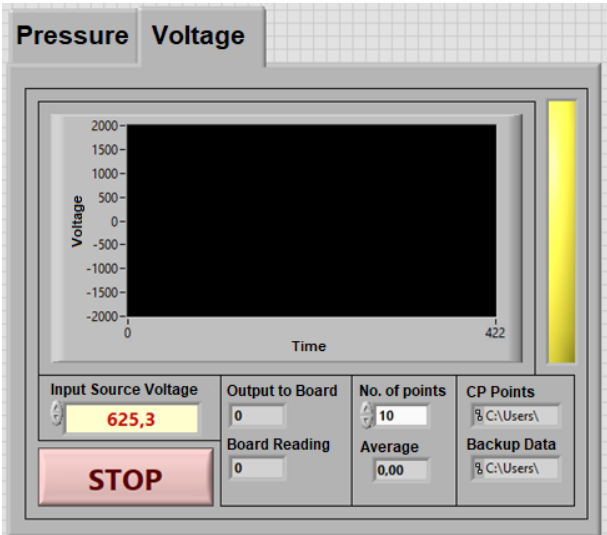 Pressure Voltage
2000
1500
1000
500
0
-500
-1000
-1500
-2000
Voltage
0 422
Time
Input Source Voltage Output to Board No. of points CP Points
625,3 0 10 C:\Users\
Board Reading Average Backup Data
STOP 0 0,00 C:\Users\